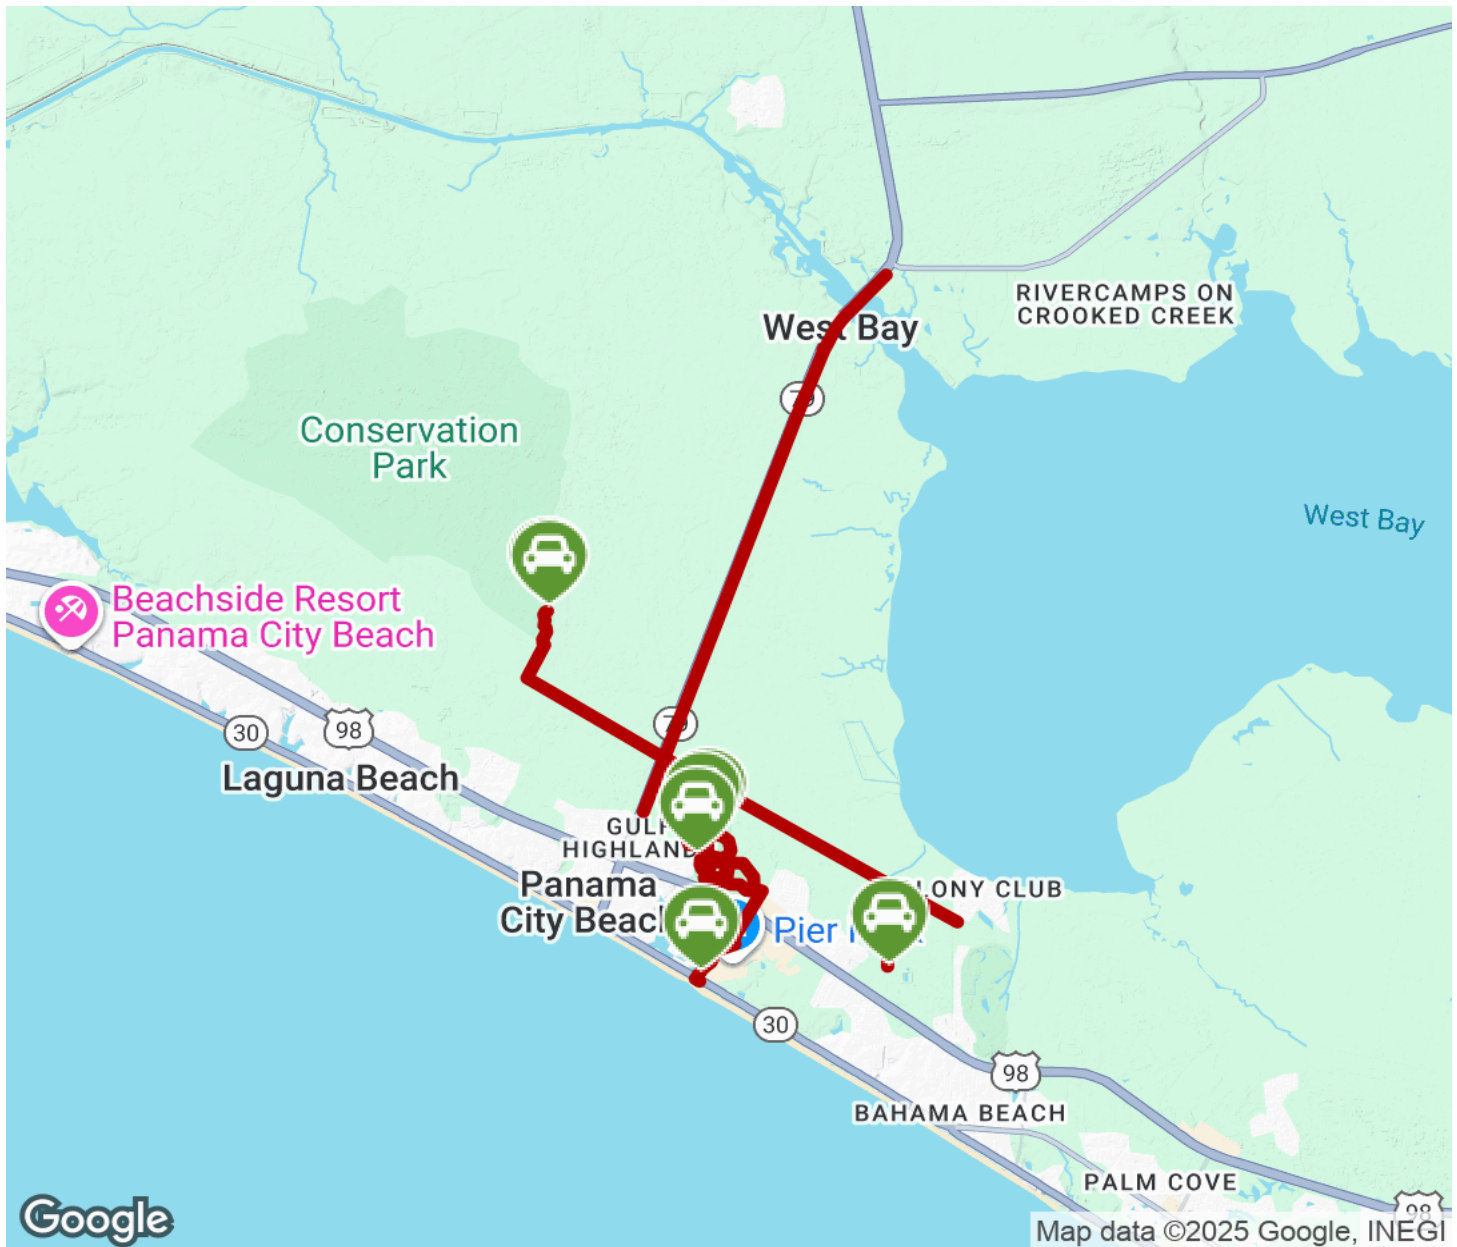 RIVERCAMPS ON
CROOKED CREEK
West Bay
79
Conservation
Park
West Bay
Beachside Resort
Panama City Beach
79
30
98
Laguna Beach
GULF
HIGHLAND
Panama
City Beach
LONY CLUB
Pier
30
98
BAHAMA BEACH
PALM COVE
98
Google
Map data ©2025 Google, INEGI